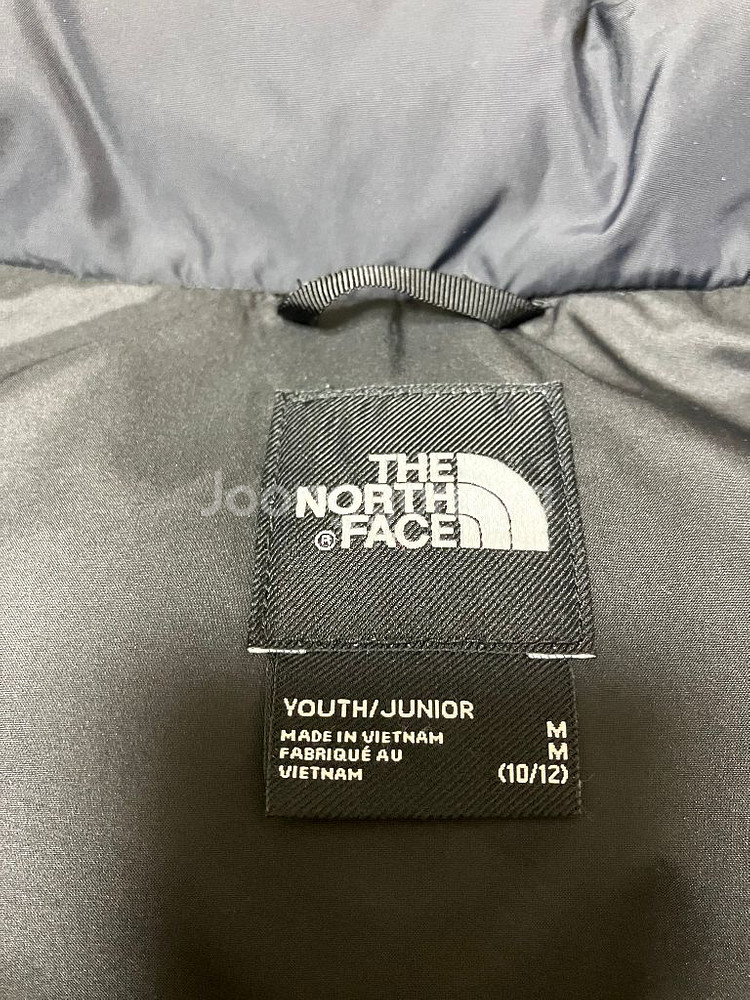 THE
NORTH
® FACE
YOUTH/JUNIOR
MADE IN VIETNAM M
FABRIQUÉ AU M
VIETNAM (10/12)